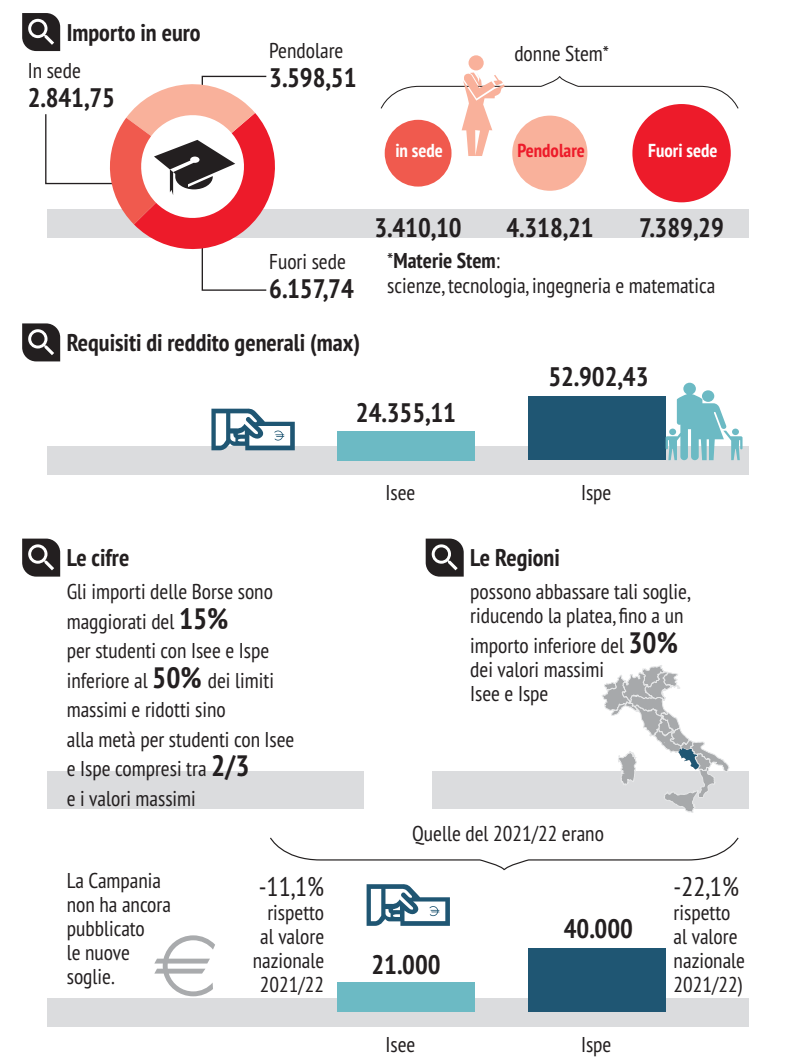 Importo in euro
In sede
2.841,75
Pendolare
3.598,51
Fuori sede
6.157,74
donne Stem*
in sede
Pendolare
Fuori sede
3.410,10
4.318,21
7.389,29
*Materie Stem:
scienze, tecnologia, ingegneria e matematica
Requisiti di reddito generali (max)
24.355,11
52.902,43
Isee
Ispe
Le cifre
Gli importi delle Borse sono
maggiorati del 15%
per studenti con Isee e Ispe
inferiore al 50% dei limiti
massimi e ridotti sino
alla metà per studenti con Isee
e Ispe compresi tra 2/3
e i valori massimi
Le Regioni
possono abbassare tali soglie,
riducendo la platea, fino a un
importo inferiore del 30%
dei valori massimi
Isee e Ispe
Quelle del 2021/22 erano
La Campania
non ha ancora
pubblicato
le nuove
soglie.
€
-11,1%
rispetto
al valore
nazionale
2021/22
21.000
40.000
-22,1%
rispetto
al valore
nazionale
2021/22)
Isee
Ispe